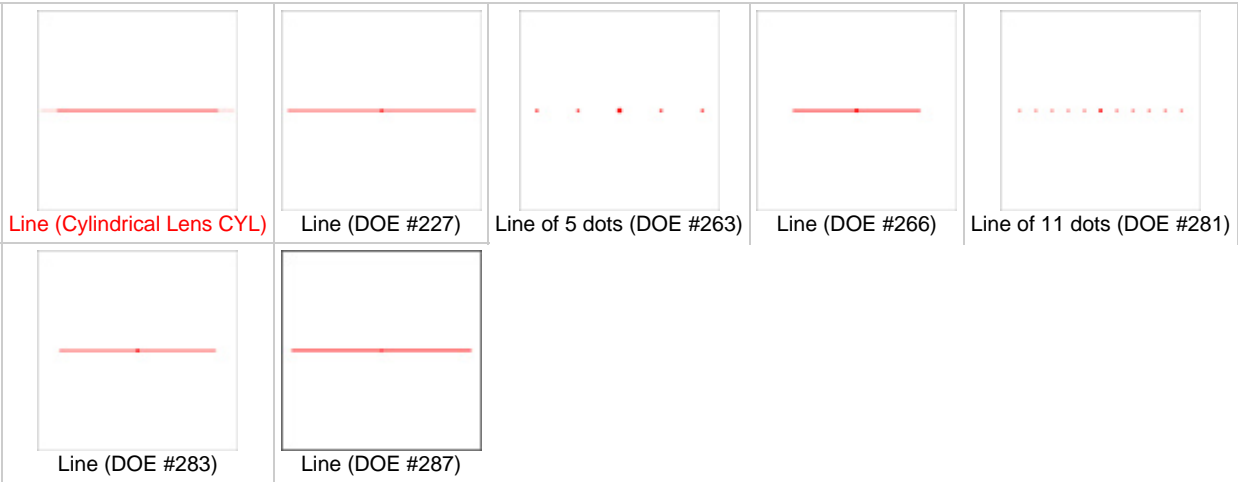 Line (Cylindrical Lens CYL)
Line (DOE #227)
Line of 5 dots (DOE #263)
Line (DOE #266)
Line of 11 dots (DOE #281)
Line (DOE #283)
Line (DOE #287)